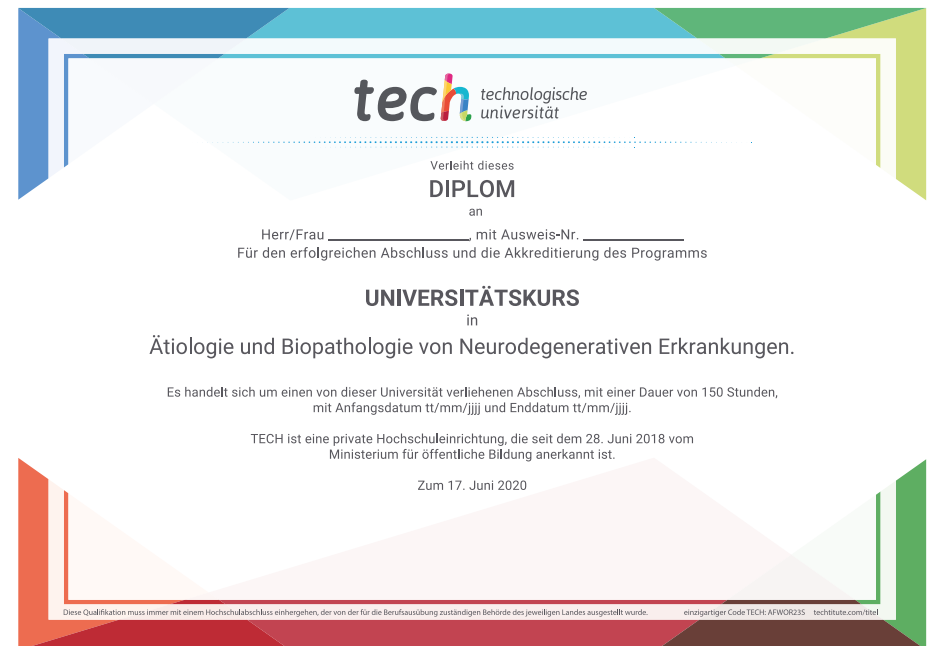 tech technologische
universität
Verleiht dieses
DIPLOM
an
Herr/Frau ____________________, mit Ausweis-Nr. ______________
Für den erfolgreichen Abschluss und die Akkreditierung des Programms
UNIVERSITÄTSKURS
in
Ätiologie und Biopathologie von Neurodegenerativen Erkrankungen.
Es handelt sich um einen von dieser Universität verliehenen Abschluss, mit einer Dauer von 150 Stunden,
mit Anfangsdatum tt/mm/jjjj und Enddatum tt/mm/jjjj.
TECH ist eine private Hochschuleinrichtung, die seit dem 28. Juni 2018 vom
Ministerium für öffentliche Bildung anerkannt ist.
Zum 17. Juni 2020
Diese Qualifikation muss immer mit einem Hochschulabschluss einhergehen, der von der für die Berufsausübung zuständigen Behörde des jeweiligen Landes ausgestellt wurde. einzigartiger Code TECH: AFWOR23S techtitute.com/titel